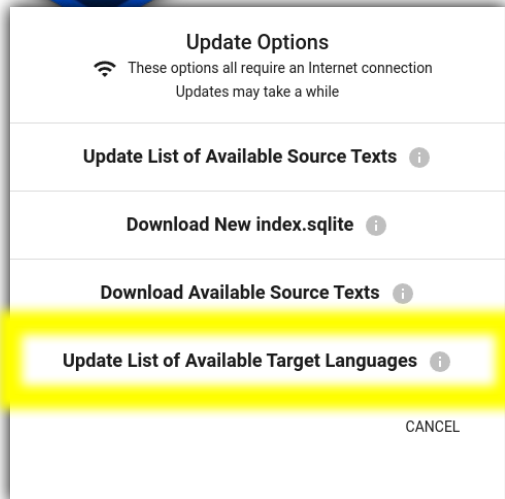 Update Options
These options all require an Internet connection
Updates may take a while
Update List of Available Source Texts
Download New index.sqlite
Download Available Source Texts
Update List of Available Target Languages
CANCEL